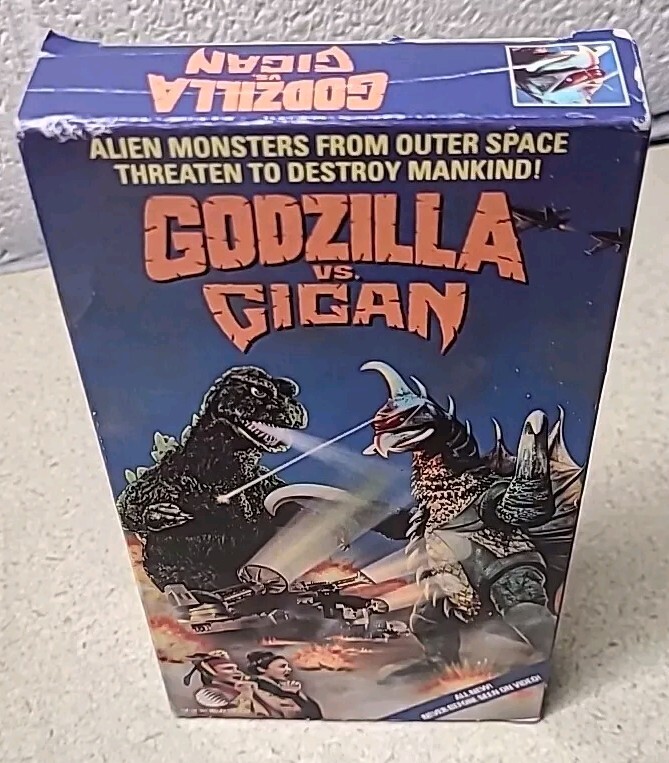 GODZILLA
VS.
GIGAN
ALIEN MONSTERS FROM OUTER SPACE
THREATEN TO DESTROY MANKIND!
GODZILLA
VS.
GIGAN
ALL NEW!
NEVER BEFORE SEEN ON VIDEO!